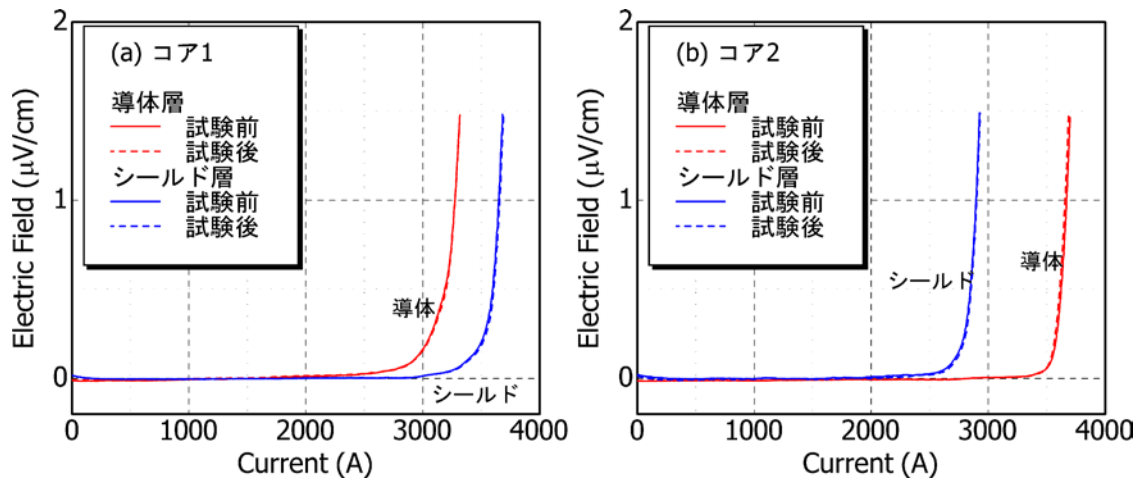 2
1
0
Electric Field (μV/cm)
(a) コア1
導体層
試験前
試験後
シールド層
試験前
試験後
導体
シールド
0 1000 2000 3000 4000
Current (A)
2
1
0
Electric Field (μV/cm)
(b) コア2
導体層
試験前
試験後
シールド層
試験前
試験後
シールド
導体
0 1000 2000 3000 4000
Current (A)